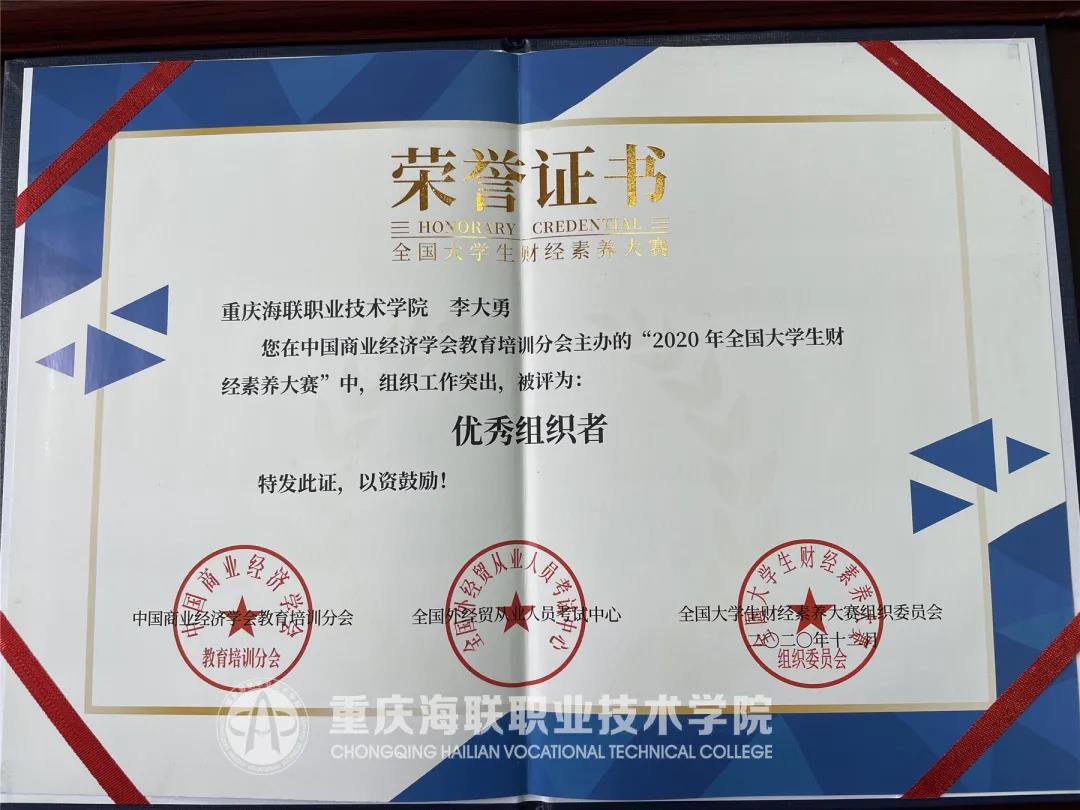 荣誉证书
HONORARY CREDENTIAL
全国大学生财经素养大赛
重庆海联职业技术学院 李大勇
您在中国商业经济学会教育培训分会主办的“2020 年全国大学生财
经素养大赛”中，组织工作突出，被评为：
优秀组织者
特发此证，以资鼓励！
中国商业经济学会
教育培训分会
中国商业经济学会教育培训分会
全国外经贸从业人员考试中心
全国外经贸从业人员考试中心
全国大学生财经素养大赛
组织委员会
全国大学生财经素养大赛组织委员会
二〇二〇年十二月
重庆海联职业技术学院
CHONGQING HAILIAN VOCATIONAL TECHNICAL COLLEGE